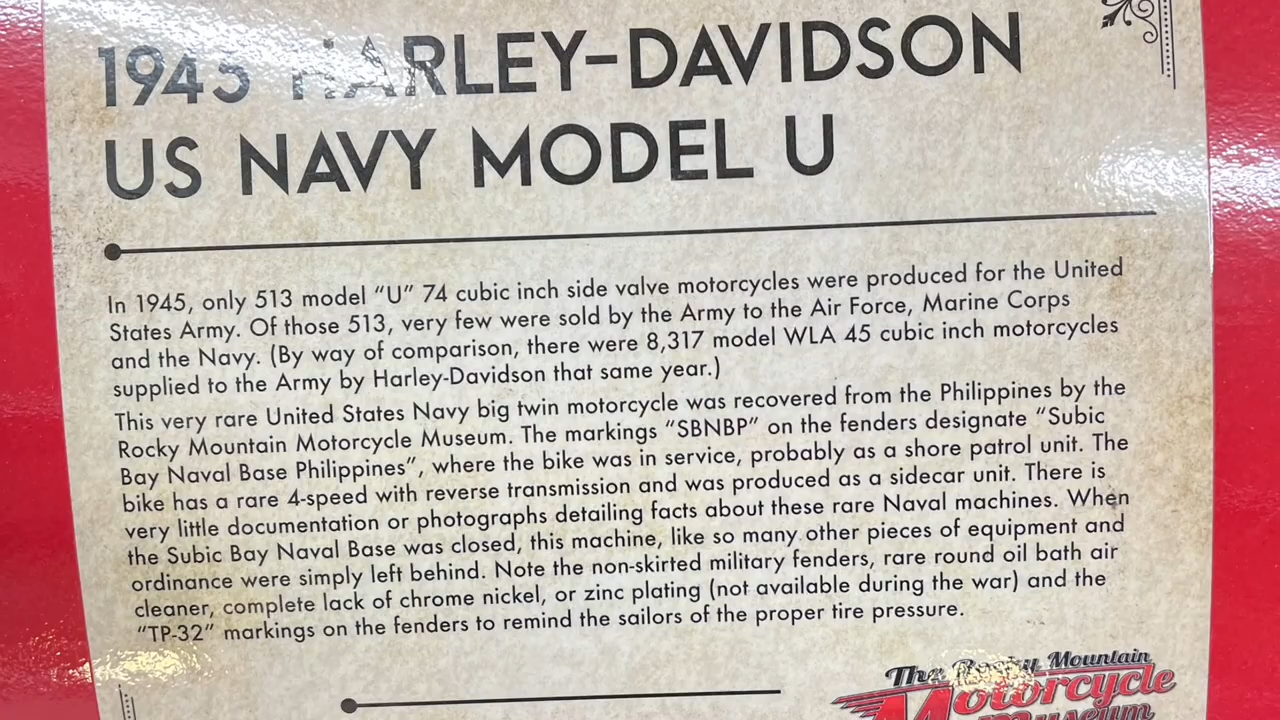 1945 HARLEY-DAVIDSON
US NAVY MODEL U
In 1945, only 513 model “U” 74 cubic inch side valve motorcycles were produced for the United
States Army. Of those 513, very few were sold by the Army to the Air Force, Marine Corps
and the Navy. (By way of comparison, there were 8,317 model WLA 45 cubic inch motorcycles
supplied to the Army by Harley-Davidson that same year.)
This very rare United States Navy big twin motorcycle was recovered from the Philippines by the
Rocky Mountain Motorcycle Museum. The markings “SBNBP” on the fenders designate “Subic
Bay Naval Base Philippines”, where the bike was in service, probably as a shore patrol unit. The
bike has a rare 4-speed with reverse transmission and was produced as a sidecar unit. There is
very little documentation or photographs detailing facts about these rare Naval machines. When
the Subic Bay Naval Base was closed, this machine, like so many other pieces of equipment and
ordinance were simply left behind. Note the non-skirted military fenders, rare round oil bath air
cleaner, complete lack of chrome nickel, or zinc plating (not available during the war) and the
“TP-32” markings on the fenders to remind the sailors of the proper tire pressure.
The Rocky Mountain
Motorcycle
Museum